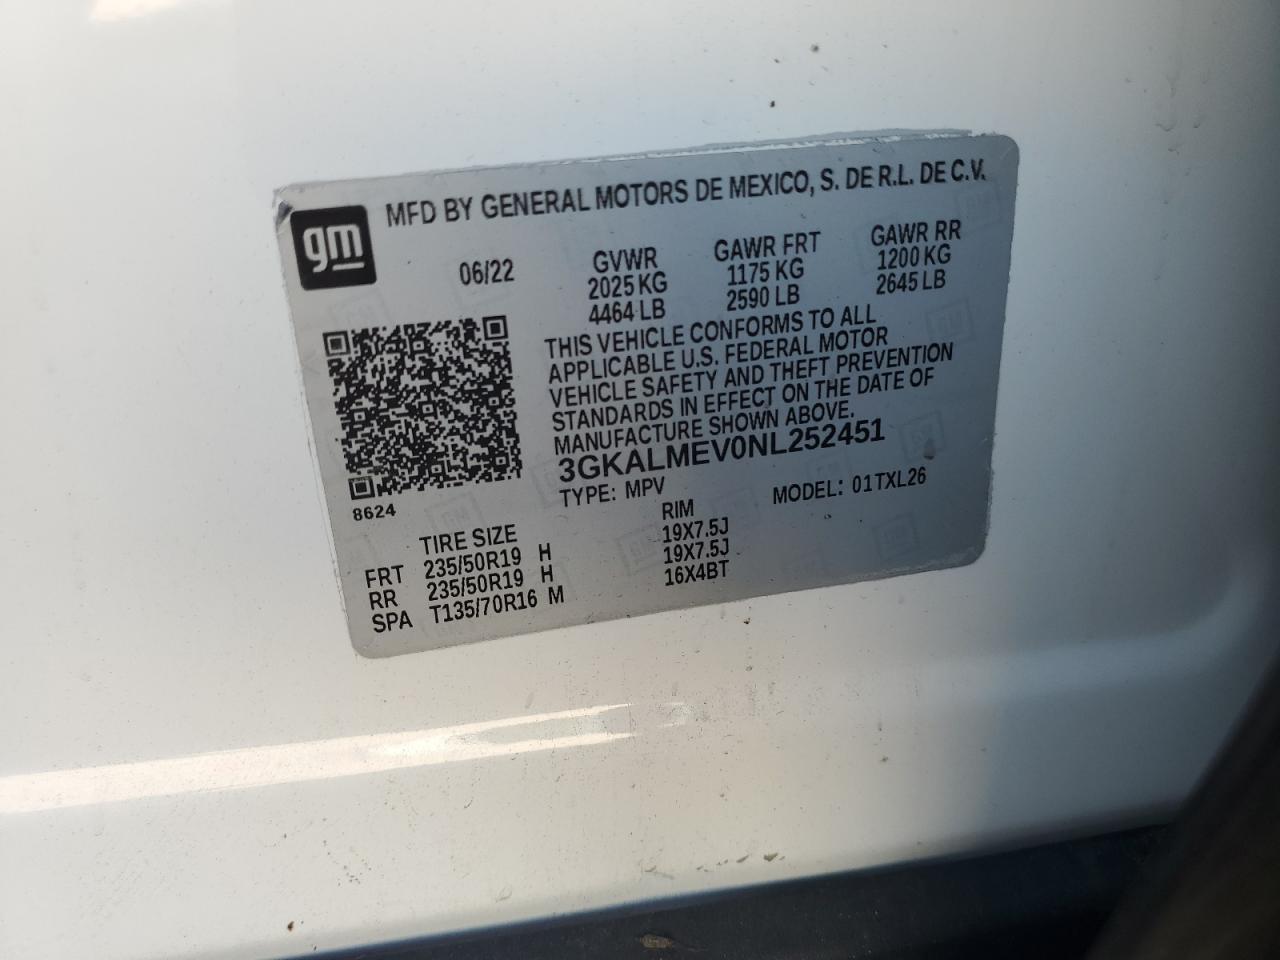 gm
MFD BY GENERAL MOTORS DE MEXICO, S. DE R.L. DE C.V.
06/22 GVWR GAWR FRT GAWR RR
2025 KG 1175 KG 1200 KG
4464 LB 2590 LB 2645 LB
THIS VEHICLE CONFORMS TO ALL
APPLICABLE U.S. FEDERAL MOTOR
VEHICLE SAFETY AND THEFT PREVENTION
STANDARDS IN EFFECT ON THE DATE OF
MANUFACTURE SHOWN ABOVE.
3GKALMEV0NL252451
TYPE: MPV MODEL: 01TXL26
8624
TIRE SIZE RIM
FRT 235/50R19 H 19X7.5J
RR 235/50R19 H 19X7.5J
SPA T135/70R16 M 16X4BT